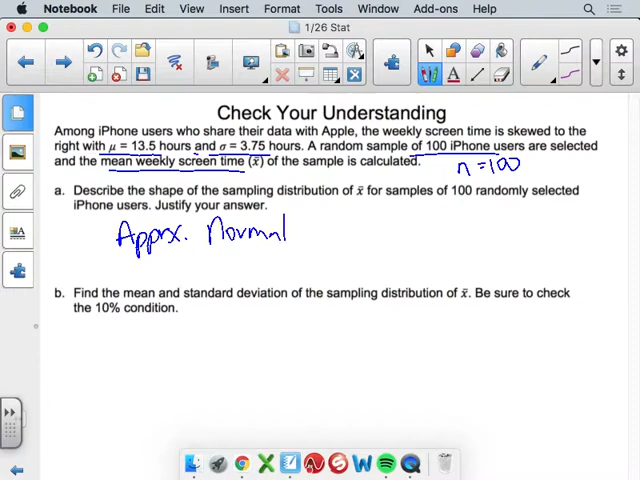 Notebook File Edit View Insert Format Tools Window Add-ons Help
1/26 Stat
Check Your Understanding
Among iPhone users who share their data with Apple, the weekly screen time is skewed to the
right with μ = 13.5 hours and σ = 3.75 hours. A random sample of 100 iPhone users are selected
and the mean weekly screen time (x̄) of the sample is calculated.
n = 100
a. Describe the shape of the sampling distribution of x̄ for samples of 100 randomly selected
iPhone users. Justify your answer.
Apprx. Normal
b. Find the mean and standard deviation of the sampling distribution of x̄. Be sure to check
the 10% condition.